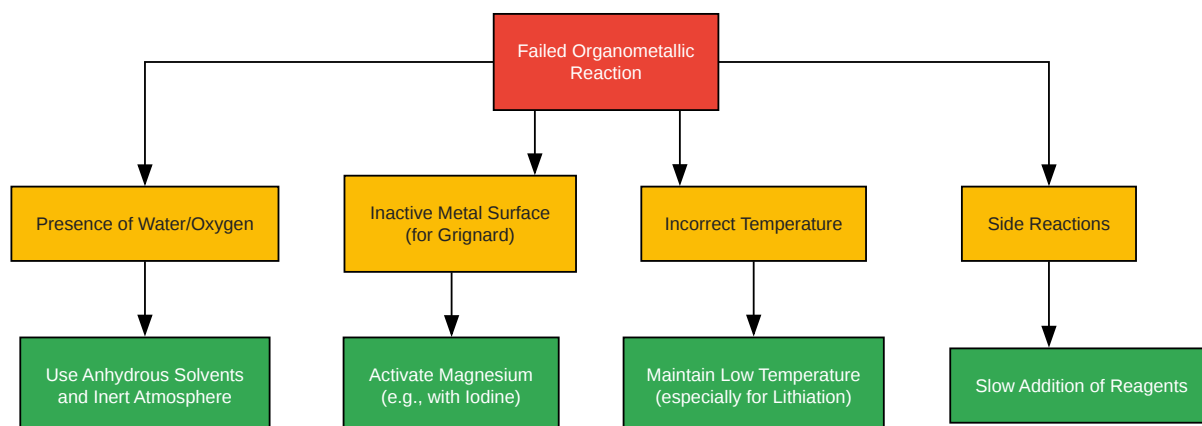 Failed Organometallic
Reaction
Presence of Water/Oxygen
Inactive Metal Surface
(for Grignard)
Incorrect Temperature
Side Reactions
Use Anhydrous Solvents
and Inert Atmosphere
Activate Magnesium
(e.g., with Iodine)
Maintain Low Temperature
(especially for Lithiation)
Slow Addition of Reagents